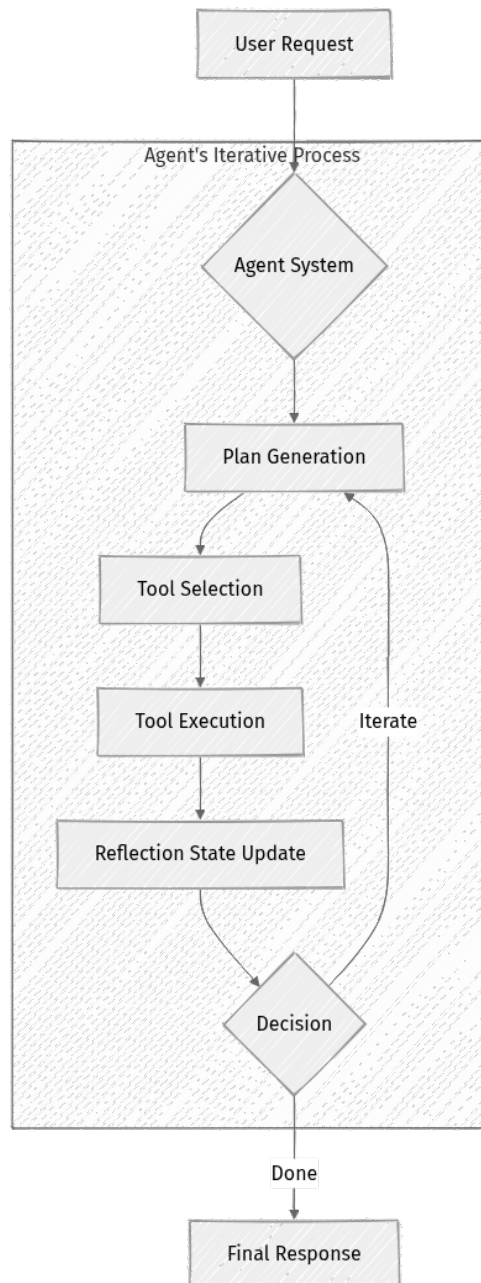 User Request
Agent's Iterative Process
Agent System
Plan Generation
Tool Selection
Tool Execution
Iterate
Reflection State Update
Decision
Done
Final Response